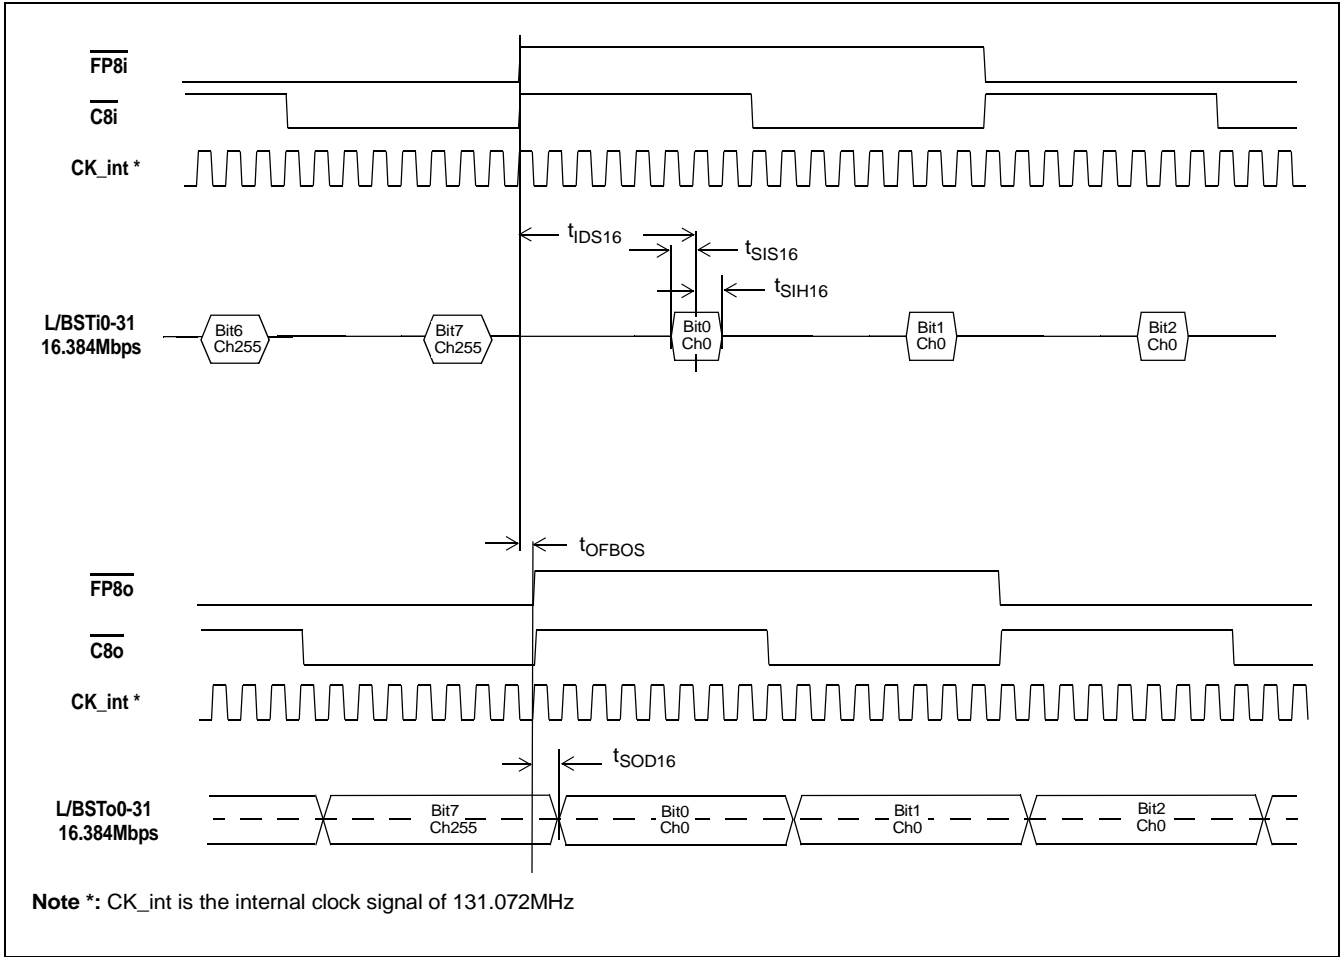 FP8i
C8i
CK_int *
tIDS16
tSIS16
tSIH16
L/BSTi0-31
16.384Mbps
Bit6
Ch255
Bit7
Ch255
Bit0
Ch0
Bit1
Ch0
Bit2
Ch0
tOFBOS
FP8o
C8o
CK_int *
tSOD16
L/BSTo0-31
16.384Mbps
Bit7
Ch255
Bit0
Ch0
Bit1
Ch0
Bit2
Ch0
Note *: CK_int is the internal clock signal of 131.072MHz